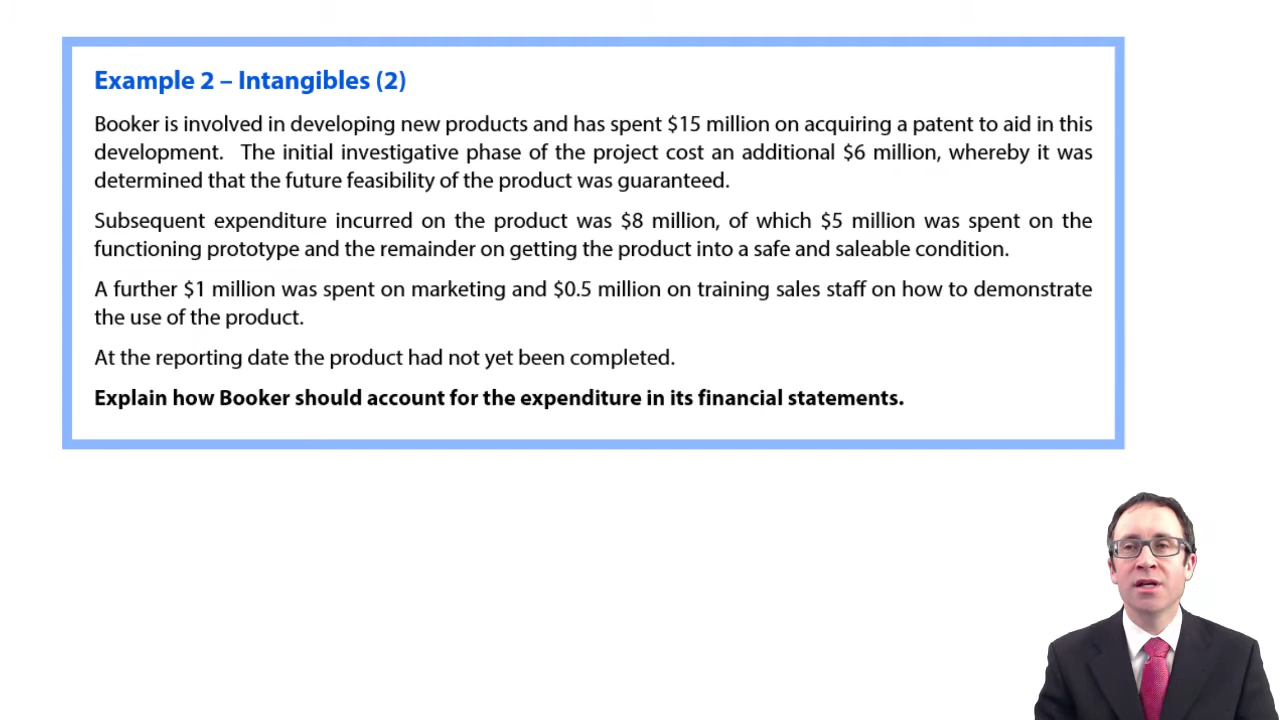 Example 2 – Intangibles (2)
Booker is involved in developing new products and has spent $15 million on acquiring a patent to aid in this
development. The initial investigative phase of the project cost an additional $6 million, whereby it was
determined that the future feasibility of the product was guaranteed.
Subsequent expenditure incurred on the product was $8 million, of which $5 million was spent on the
functioning prototype and the remainder on getting the product into a safe and saleable condition.
A further $1 million was spent on marketing and $0.5 million on training sales staff on how to demonstrate
the use of the product.
At the reporting date the product had not yet been completed.
Explain how Booker should account for the expenditure in its financial statements.